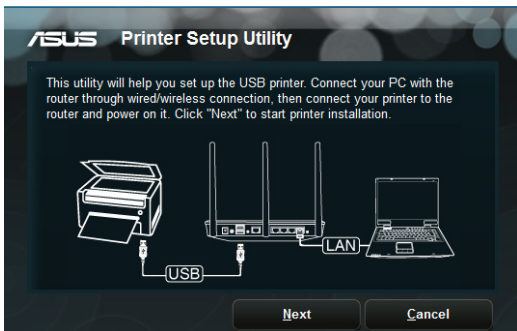 ASUS Printer Setup Utility
This utility will help you set up the USB printer. Connect your PC with the
router through wired/wireless connection, then connect your printer to the
router and power on it. Click "Next" to start printer installation.
LAN
USB
Next Cancel